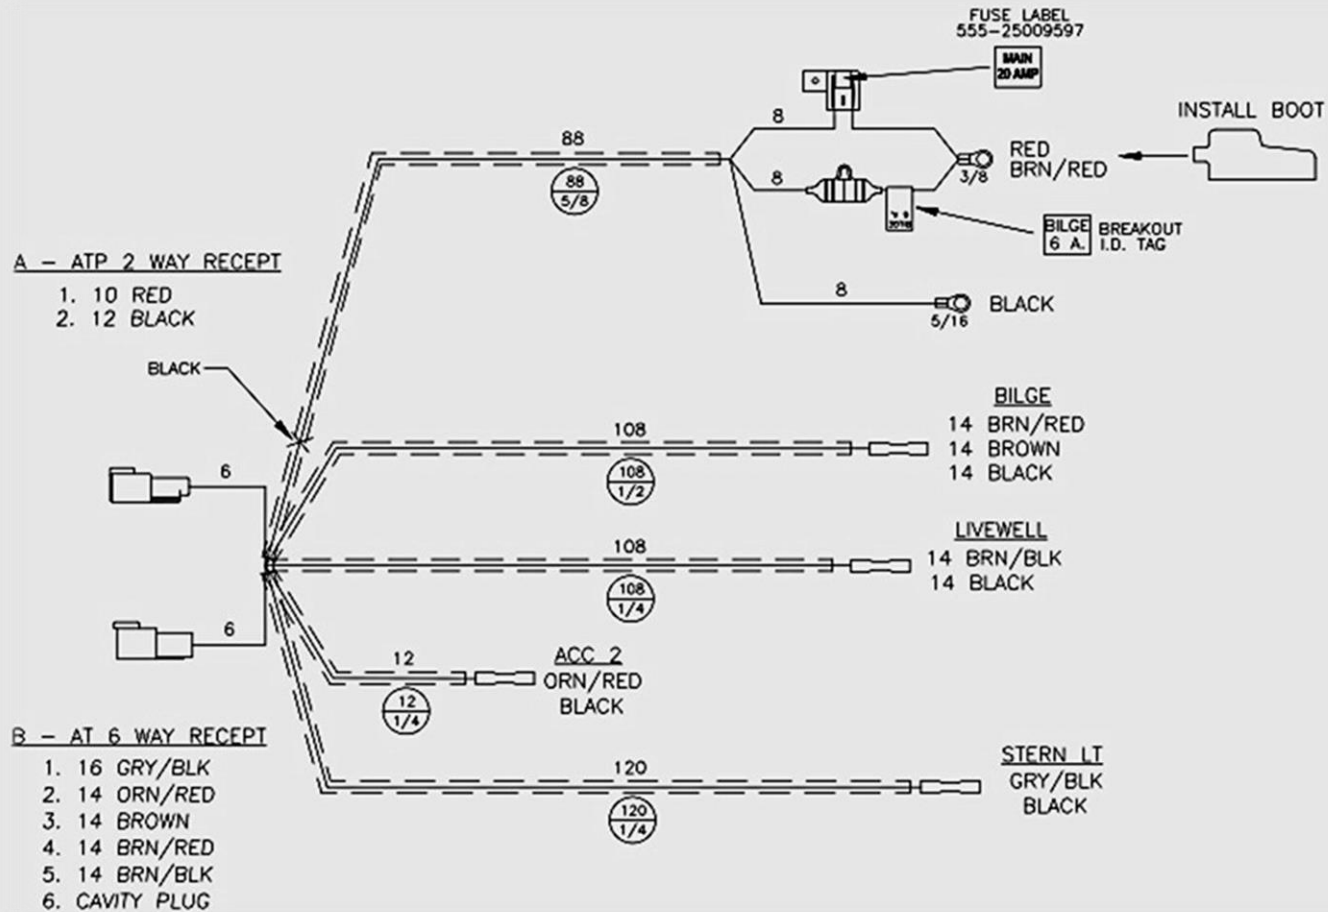 FUSE LABEL
555-25009597
MAIN
20 AMP
INSTALL BOOT
8
88
88
5/8
8
3/8
RED
BRN/RED
BILGE
6 A.
BREAKOUT
I.D. TAG
8
5/16
BLACK
A - ATP 2 WAY RECEPT
1. 10 RED
2. 12 BLACK
BLACK
6
108
108
1/2
BILGE
14 BRN/RED
14 BROWN
14 BLACK
108
108
1/4
LIVEWELL
14 BRN/BLK
14 BLACK
6
12
12
1/4
ACC 2
ORN/RED
BLACK
B - AT 6 WAY RECEPT
1. 16 GRY/BLK
2. 14 ORN/RED
3. 14 BROWN
4. 14 BRN/RED
5. 14 BRN/BLK
6. CAVITY PLUG
120
120
1/4
STERN LT
GRY/BLK
BLACK